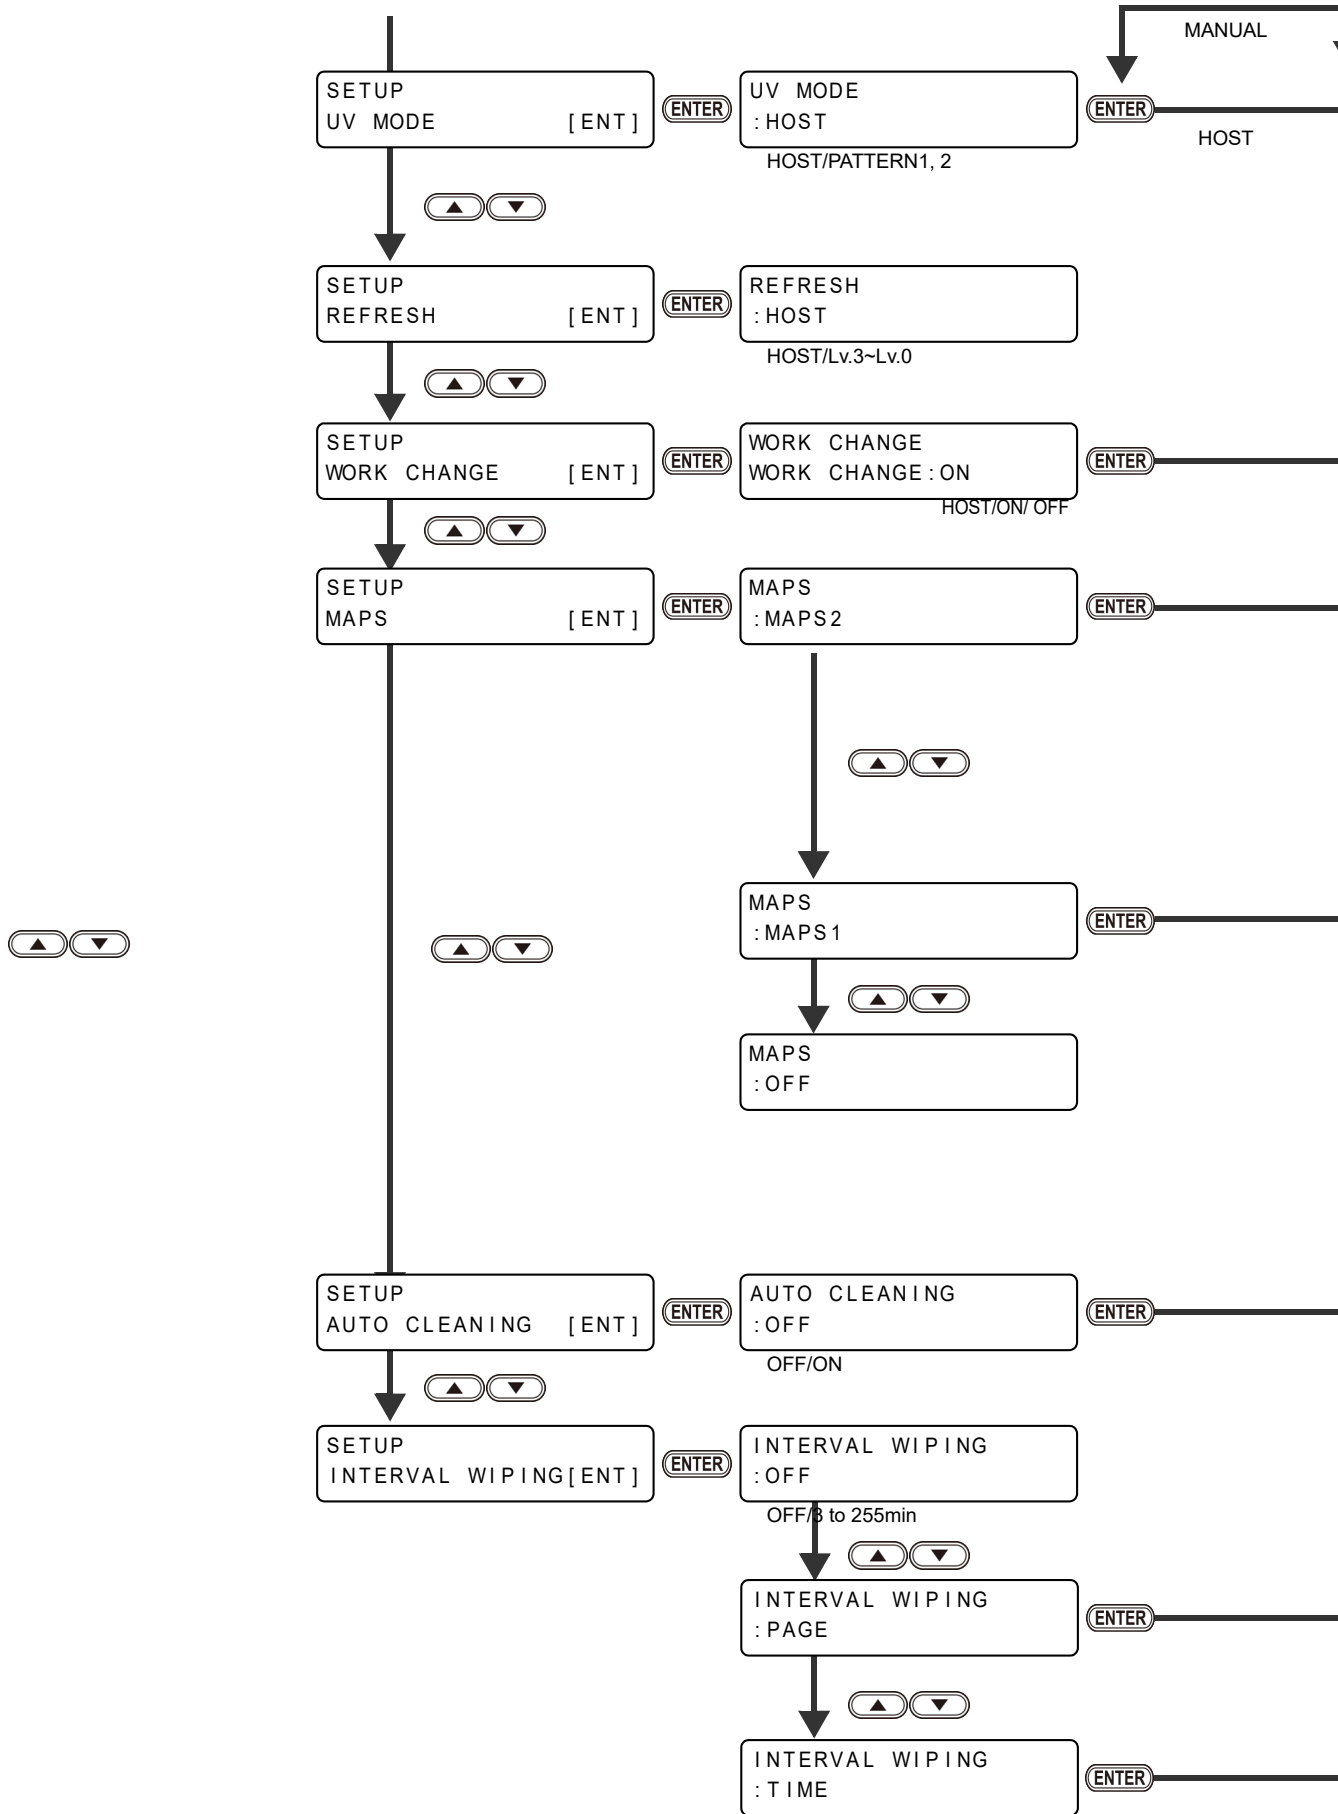 MANUAL
SETUP
UV MODE [ENT]
ENTER
UV MODE
:HOST
ENTER
HOST
HOST/PATTERN1, 2
SETUP
REFRESH [ENT]
ENTER
REFRESH
:HOST
HOST/Lv.3~Lv.0
SETUP
WORK CHANGE [ENT]
ENTER
WORK CHANGE
WORK CHANGE:ON
ENTER
HOST/ON/ OFF
SETUP
MAPS [ENT]
ENTER
MAPS
:MAPS2
ENTER
MAPS
:MAPS1
ENTER
MAPS
:OFF
SETUP
AUTO CLEANING [ENT]
ENTER
AUTO CLEANING
:OFF
ENTER
OFF/ON
SETUP
INTERVAL WIPING[ENT]
ENTER
INTERVAL WIPING
:OFF
OFF/3 to 255min
INTERVAL WIPING
:PAGE
ENTER
INTERVAL WIPING
:TIME
ENTER